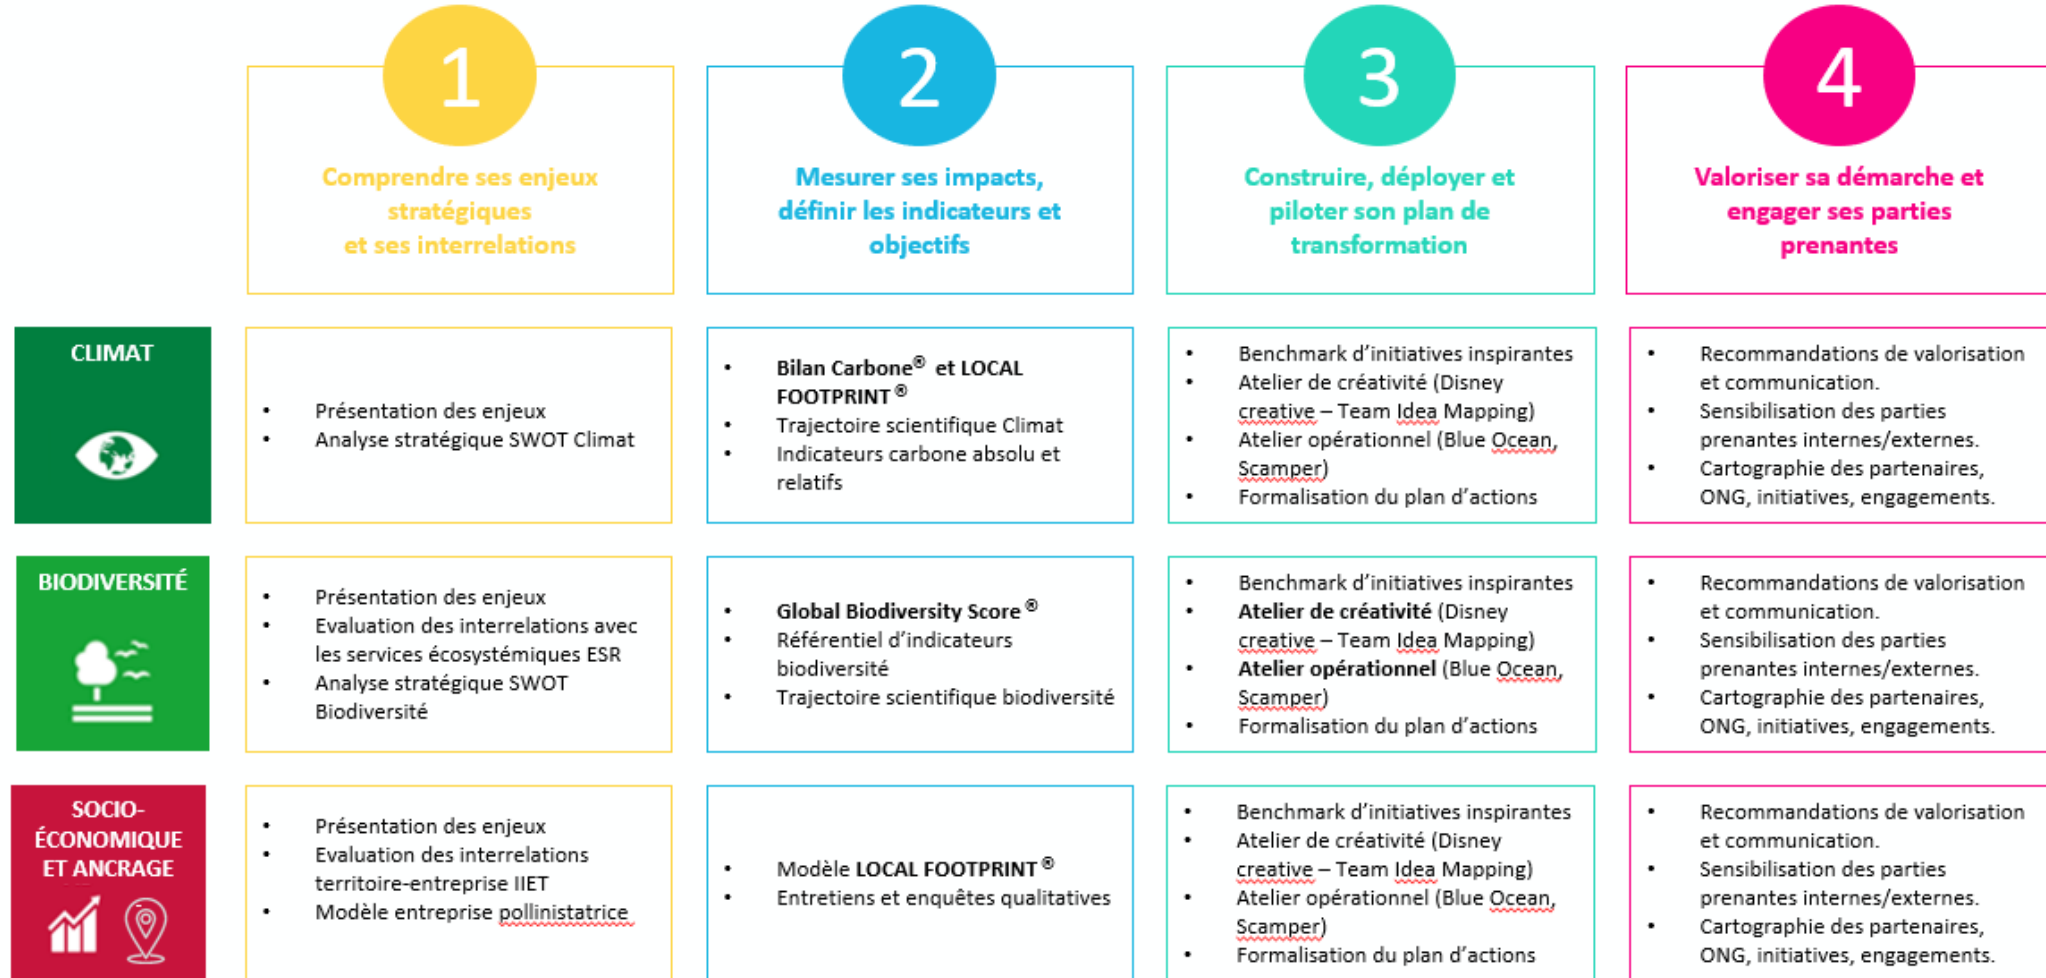 1
Comprendre ses enjeux
stratégiques
et ses interrelations
2
Mesurer ses impacts,
définir les indicateurs et
objectifs
3
Construire, déployer et
piloter son plan de
transformation
4
Valoriser sa démarche et
engager ses parties
prenantes
CLIMAT
• Présentation des enjeux
• Analyse stratégique SWOT Climat
• Bilan Carbone® et LOCAL
FOOTPRINT®
• Trajectoire scientifique Climat
• Indicateurs carbone absolu et
relatifs
• Benchmark d’initiatives inspirantes
• Atelier de créativité (Disney
creative – Team Idea Mapping)
• Atelier opérationnel (Blue Ocean,
Scamper)
• Formalisation du plan d’actions
• Recommandations de valorisation
et communication.
• Sensibilisation des parties
prenantes internes/externes.
• Cartographie des partenaires,
ONG, initiatives, engagements.
BIODIVERSITÉ
• Présentation des enjeux
• Evaluation des interrelations avec
les services écosystémiques ESR
• Analyse stratégique SWOT
Biodiversité
• Global Biodiversity Score®
• Référentiel d’indicateurs
biodiversité
• Trajectoire scientifique biodiversité
• Benchmark d’initiatives inspirantes
• Atelier de créativité (Disney
creative – Team Idea Mapping)
• Atelier opérationnel (Blue Ocean,
Scamper)
• Formalisation du plan d’actions
• Recommandations de valorisation
et communication.
• Sensibilisation des parties
prenantes internes/externes.
• Cartographie des partenaires,
ONG, initiatives, engagements.
SOCIO-
ÉCONOMIQUE
ET ANCRAGE
• Présentation des enjeux
• Evaluation des interrelations
territoire-entreprise IIET
• Modèle entreprise pollinistatrice
• Modèle LOCAL FOOTPRINT®
• Entretiens et enquêtes qualitatives
• Benchmark d’initiatives inspirantes
• Atelier de créativité (Disney
creative – Team Idea Mapping)
• Atelier opérationnel (Blue Ocean,
Scamper)
• Formalisation du plan d’actions
• Recommandations de valorisation
et communication.
• Sensibilisation des parties
prenantes internes/externes.
• Cartographie des partenaires,
ONG, initiatives, engagements.